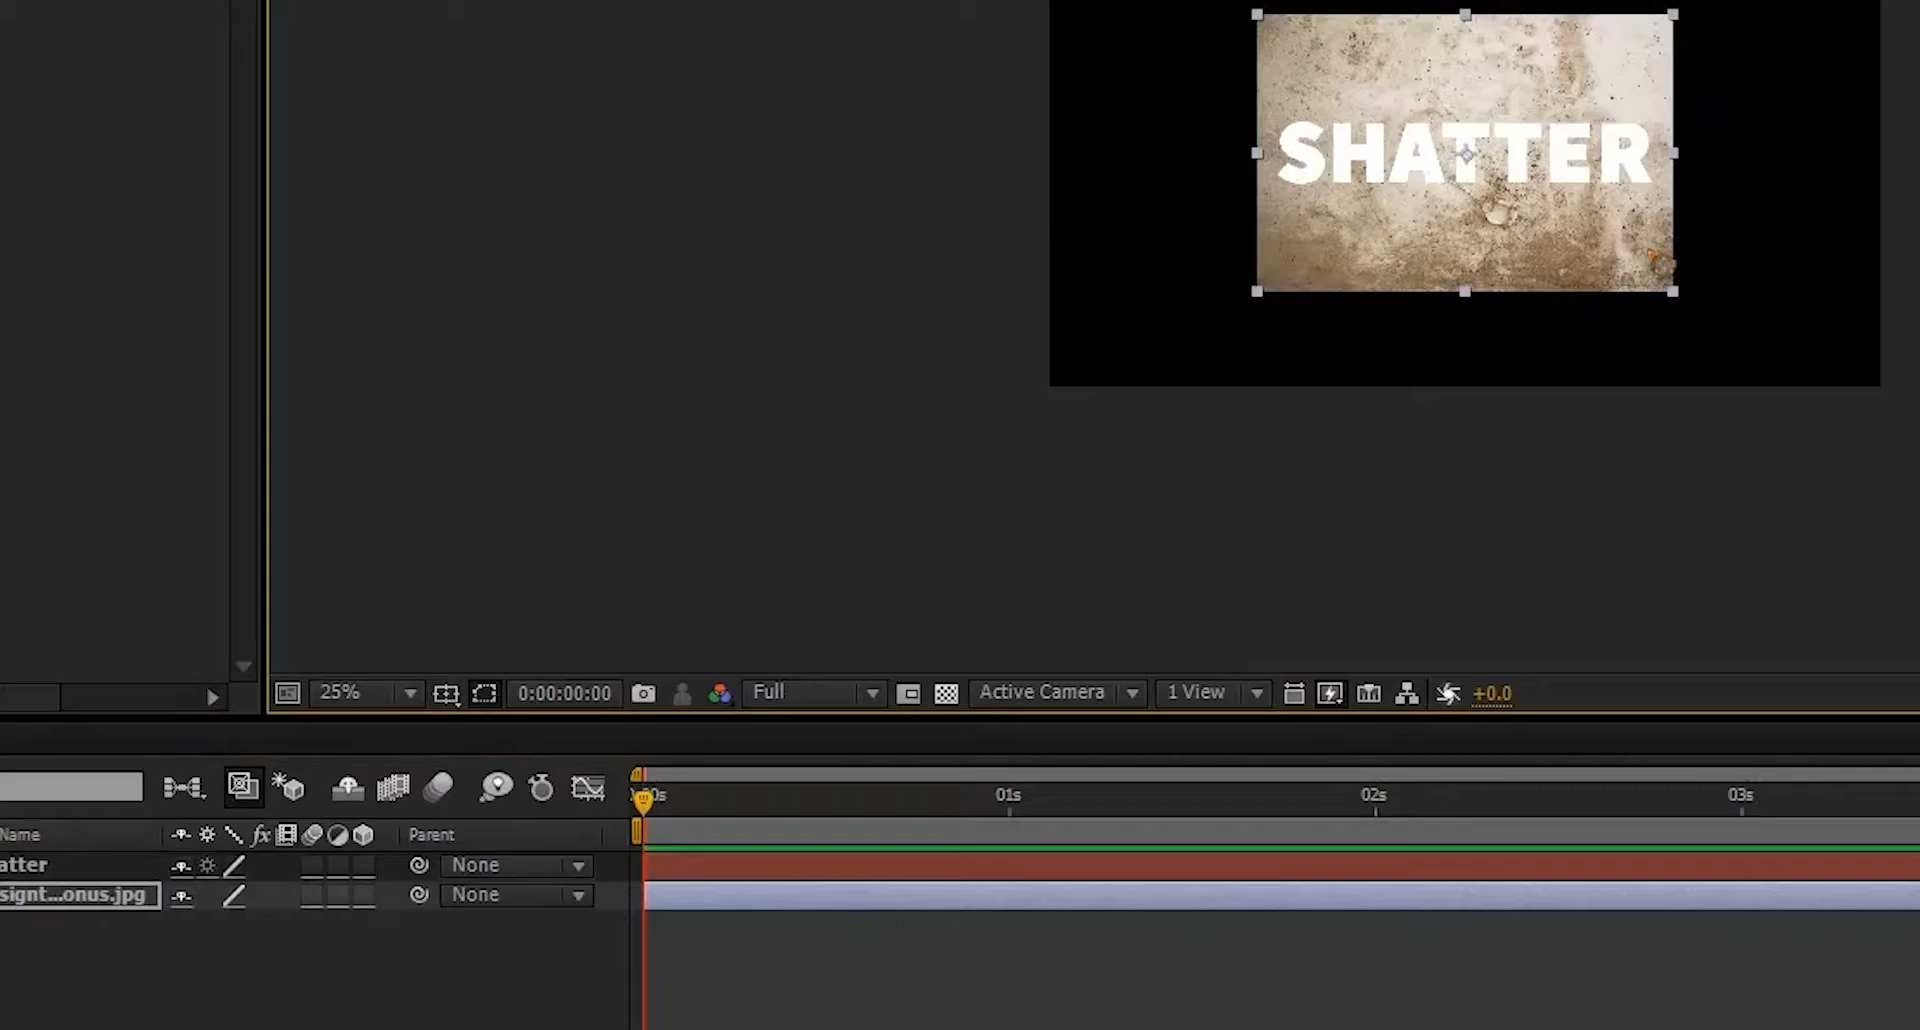 SHATTER
25%
0:00:00:00
Full
Active Camera
1 View
+0.0
00s
01s
02s
03s
Name
fx
Parent
atter
None
signt...onus.jpg
None